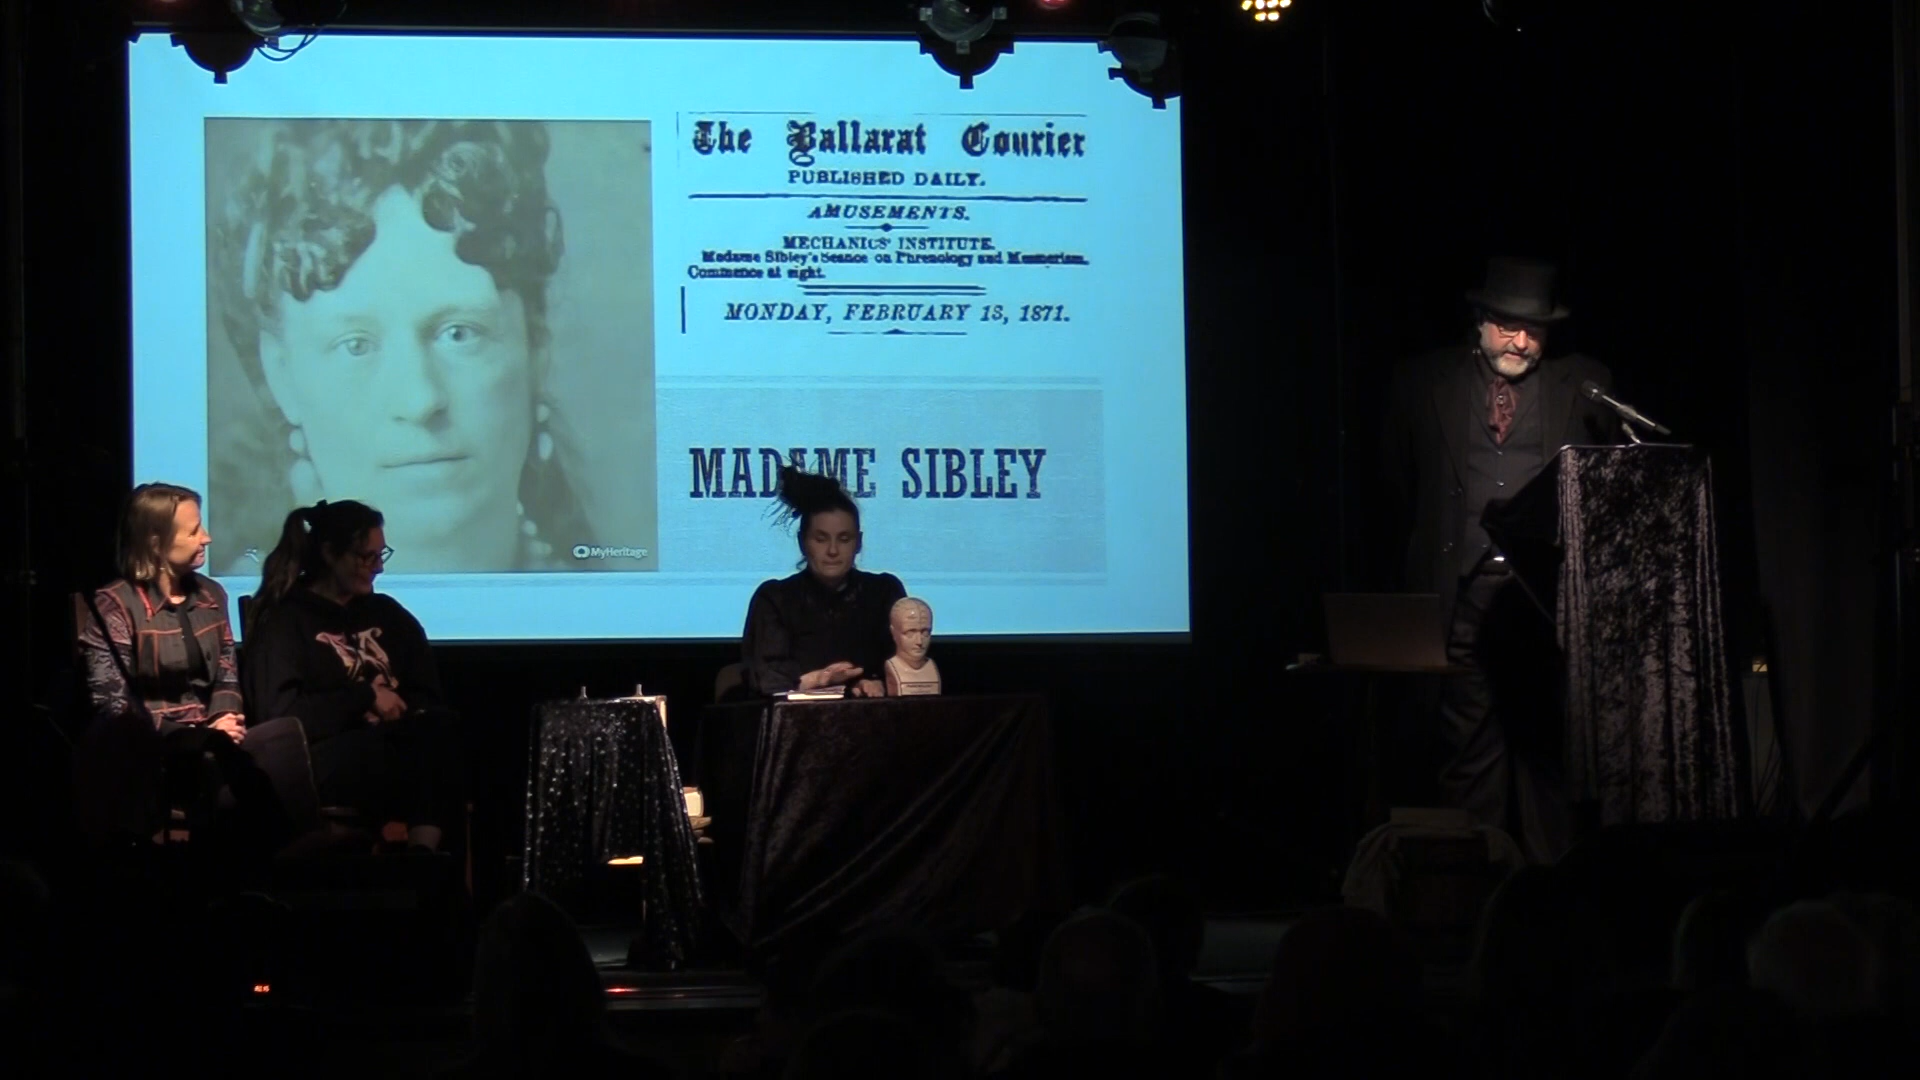 The Ballarat Courier
PUBLISHED DAILY.
AMUSEMENTS.
MECHANICS' INSTITUTE.
Madame Sibley's Seance on Phrenology and Mesmerism.
Commence at eight.
MONDAY, FEBRUARY 13, 1871.
MADAME SIBLEY
MyHeritage